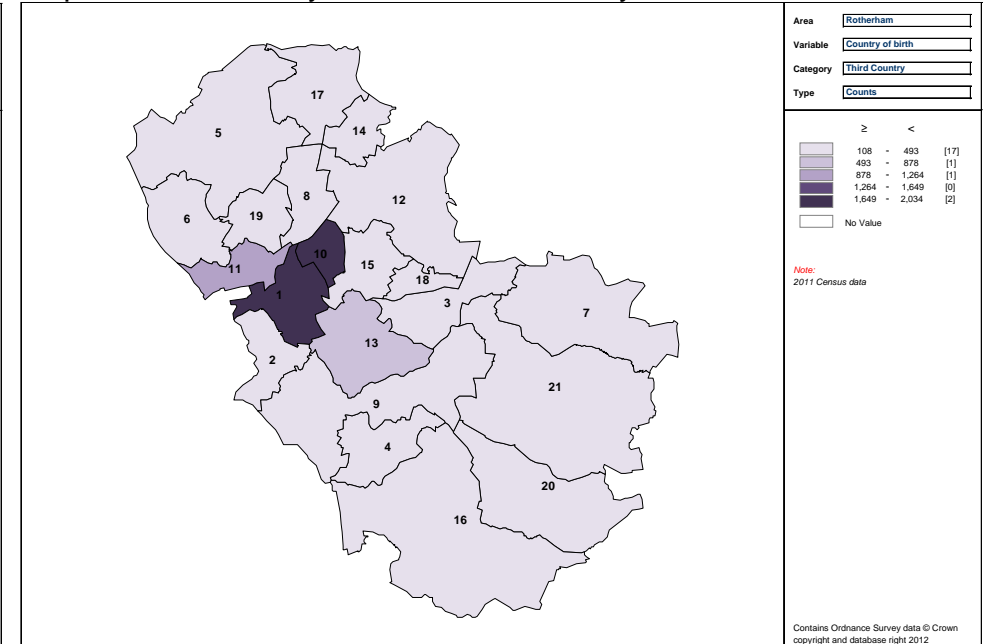 Area Rotherham
Variable Country of birth
Category Third Country
Type Counts
≥ <
108 - 493 [17]
493 - 878 [1]
878 - 1,264 [1]
1,264 - 1,649 [0]
1,649 - 2,034 [2]
No Value
Note:
2011 Census data
17
5
14
8
12
6
19
10
15
11
18
1
3
7
13
2
21
9
4
20
16
Contains Ordnance Survey data © Crown
copyright and database right 2012